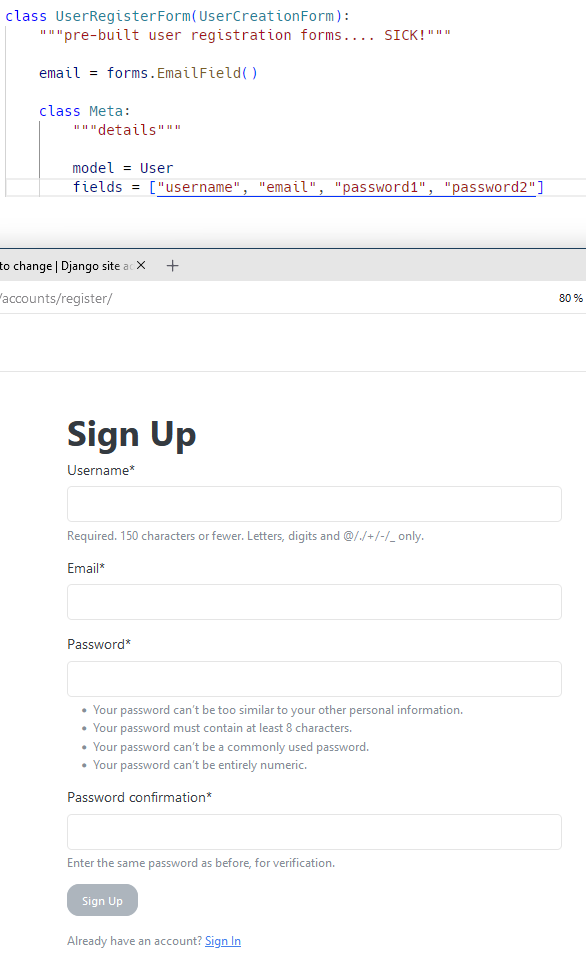 class UserRegisterForm(UserCreationForm):
"""pre-built user registration forms.... SICK!"""
email = forms.EmailField()
class Meta:
"""details"""
model = User
fields = ["username", "email", "password1", "password2"]
to change | Django site
/accounts/register/
80 %
Sign Up
Username*
Required. 150 characters or fewer. Letters, digits and @/./+/-/_ only.
Email*
Password*
• Your password can't be too similar to your other personal information.
• Your password must contain at least 8 characters.
• Your password can't be a commonly used password.
• Your password can't be entirely numeric.
Password confirmation*
Enter the same password as before, for verification.
Sign Up
Already have an account? Sign In